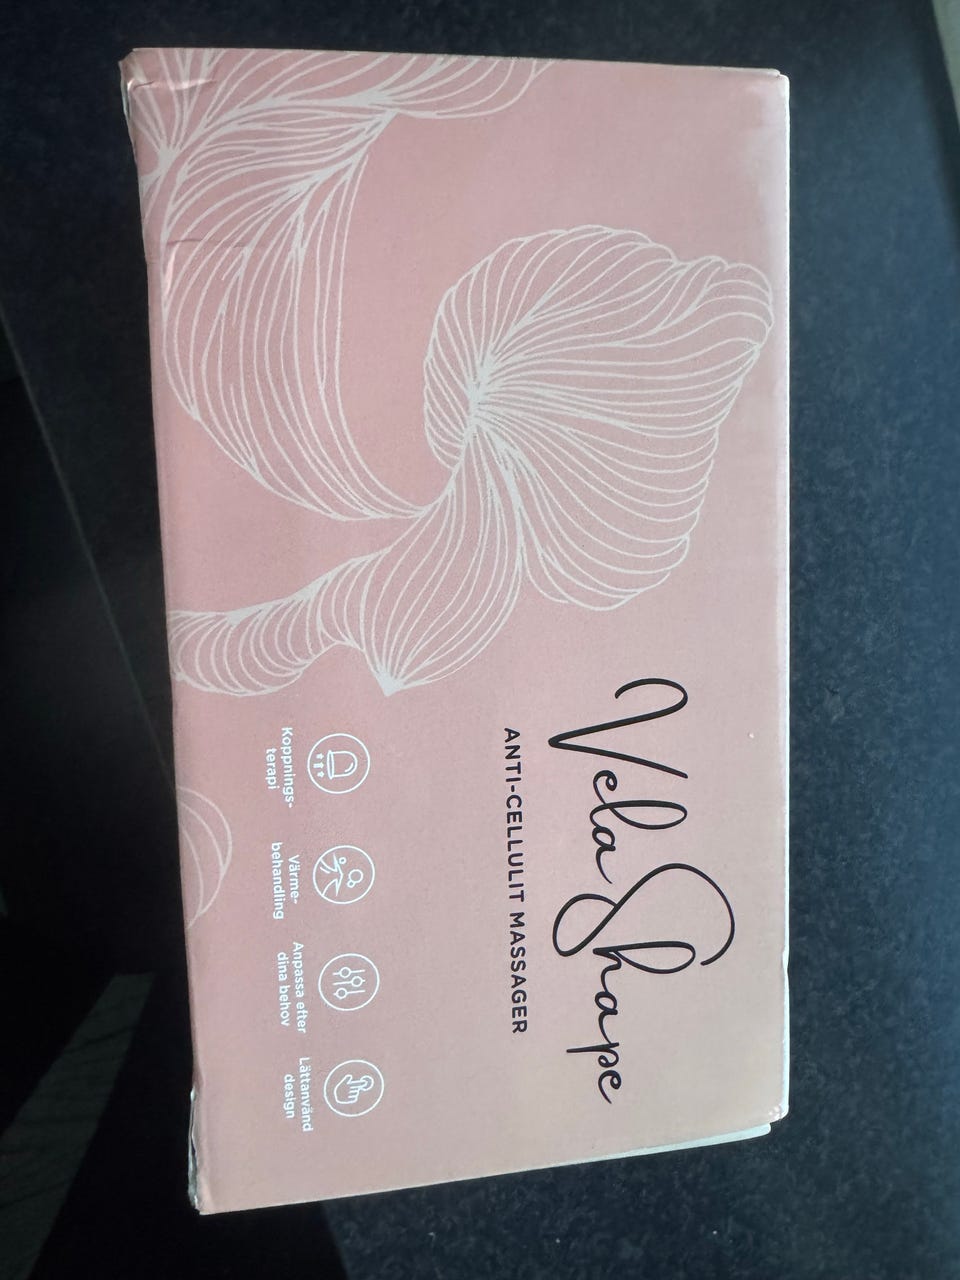 Vela Shape
ANTI-CELLULIT MASSAGER
Koppnings-
terapi
Värme-
behandling
Anpassa efter
dina behov
Lättanvänd
design